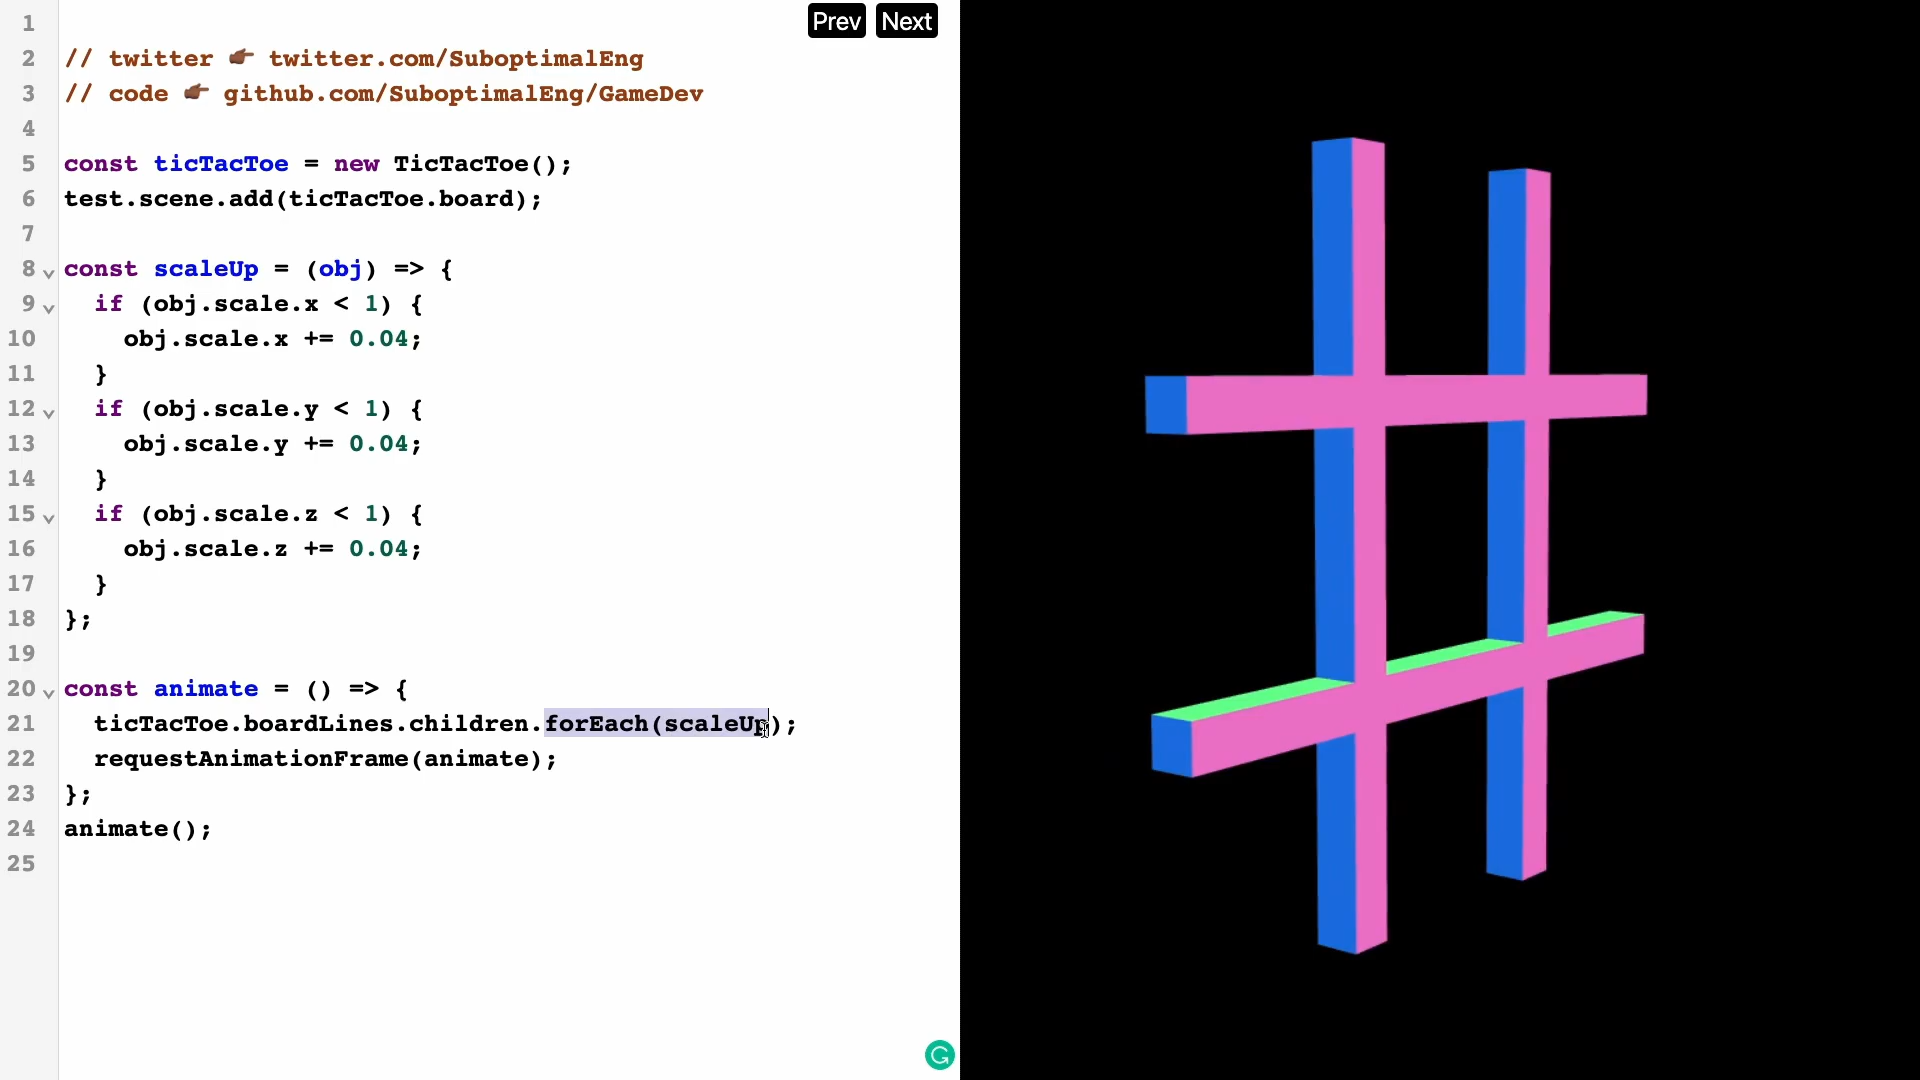 Prev Next
1
2 // twitter 👉🏾 twitter.com/SuboptimalEng
3 // code 👉🏾 github.com/SuboptimalEng/GameDev
4
5 const ticTacToe = new TicTacToe();
6 test.scene.add(ticTacToe.board);
7
8 const scaleUp = (obj) => {
9 if (obj.scale.x < 1) {
10 obj.scale.x += 0.04;
11 }
12 if (obj.scale.y < 1) {
13 obj.scale.y += 0.04;
14 }
15 if (obj.scale.z < 1) {
16 obj.scale.z += 0.04;
17 }
18 };
19
20 const animate = () => {
21 ticTacToe.boardLines.children.forEach(scaleUp);
22 requestAnimationFrame(animate);
23 };
24 animate();
25